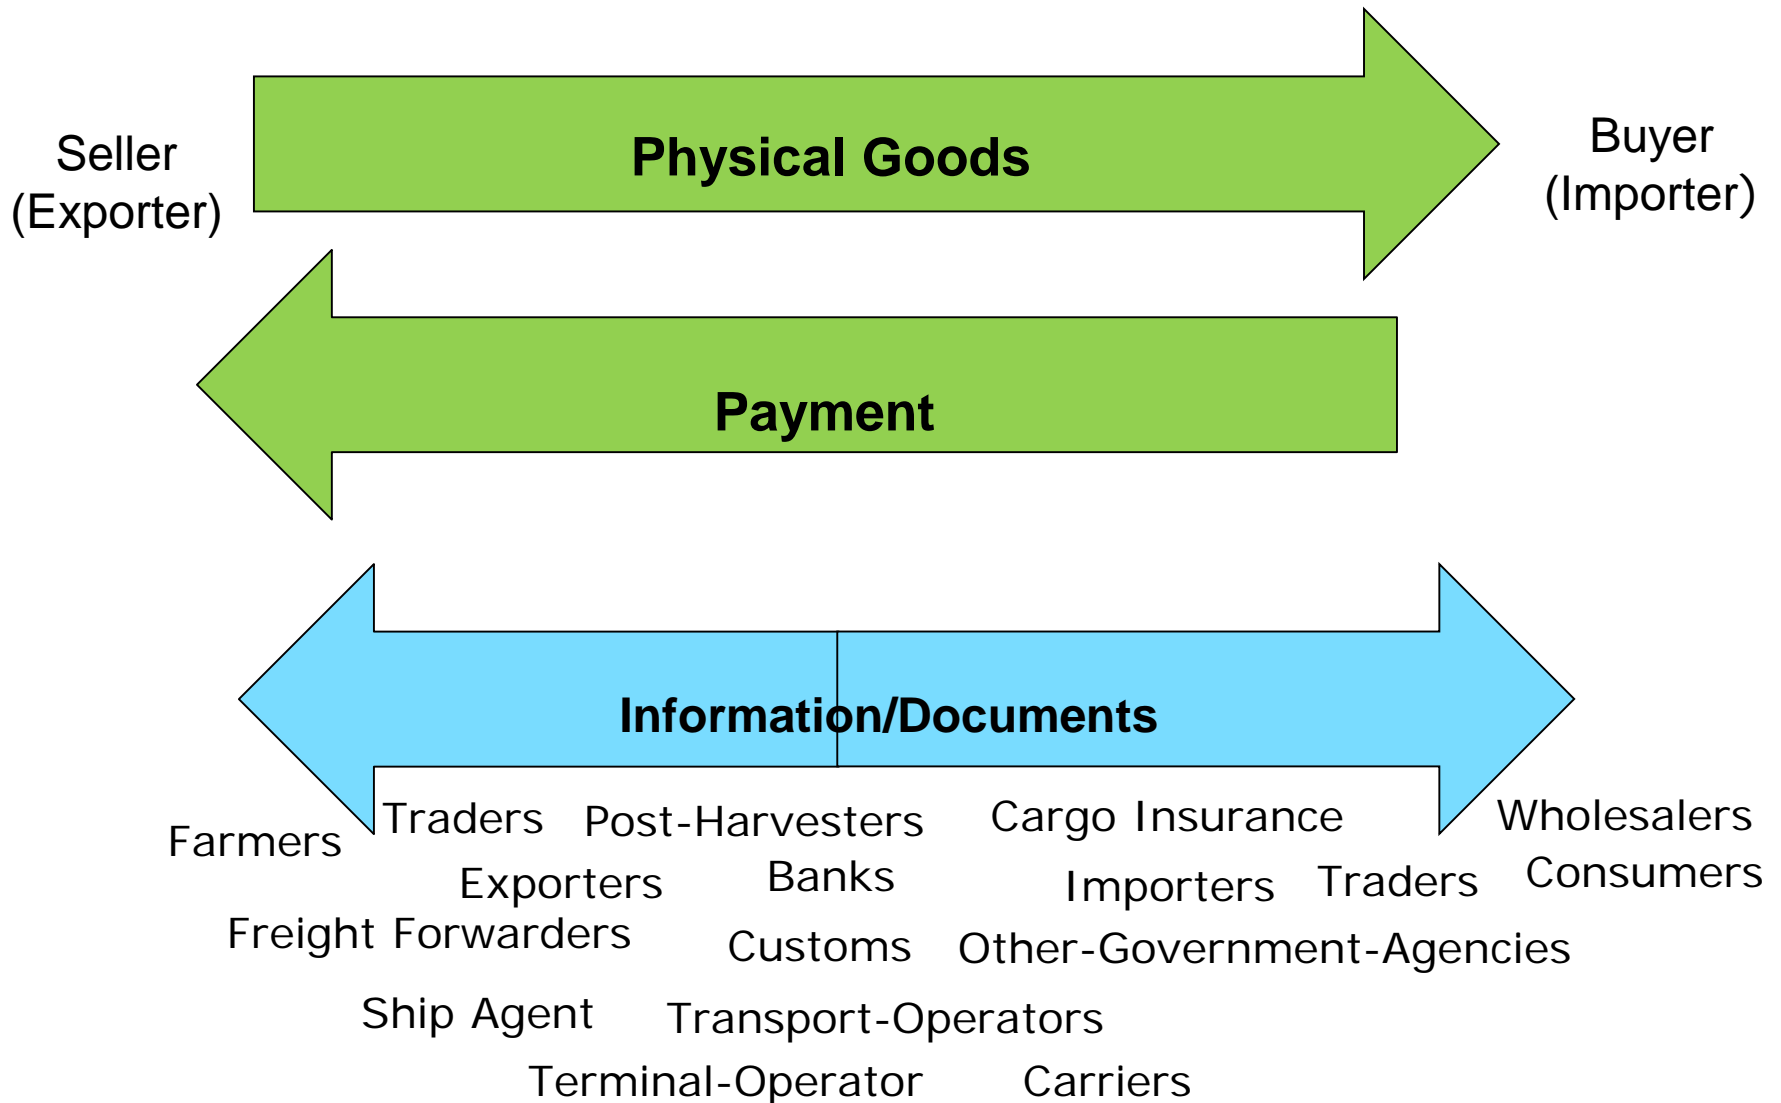 Seller
(Exporter)
Physical Goods
Buyer
(Importer)
Payment
Information/Documents
Farmers
Traders
Post-Harvesters
Cargo Insurance
Wholesalers
Exporters
Banks
Importers
Traders
Consumers
Freight Forwarders
Customs
Other-Government-Agencies
Ship Agent
Transport-Operators
Terminal-Operator
Carriers